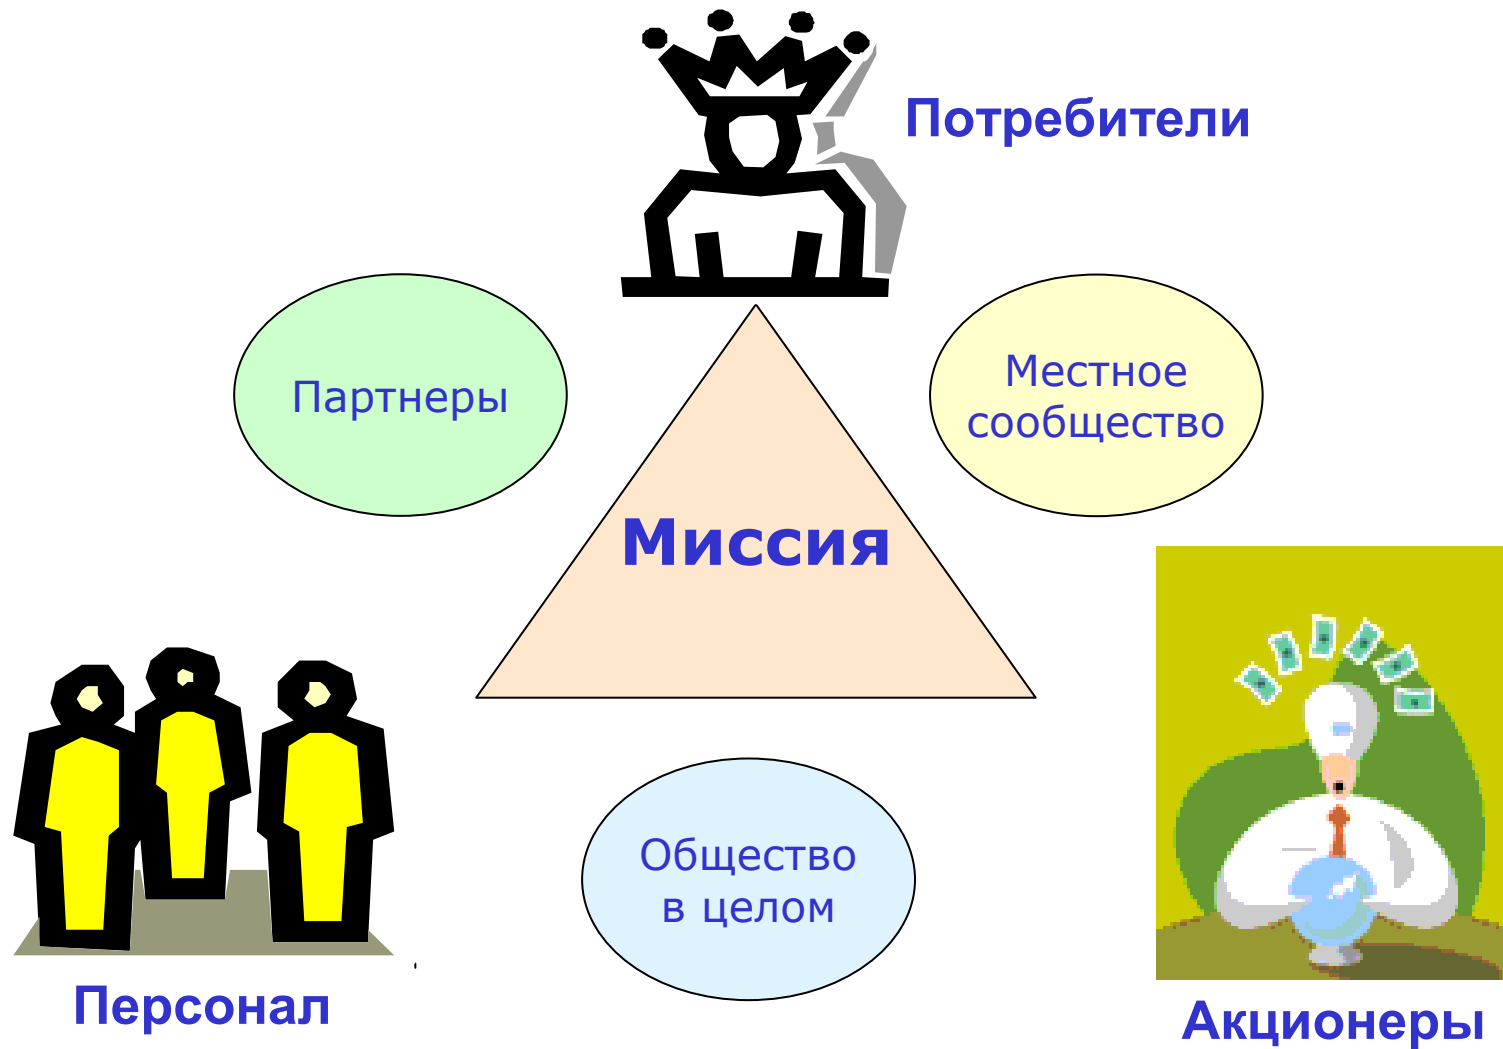 Потребители
Партнеры
Местное
сообщество
Миссия
Общество
в целом
Персонал
Акционеры